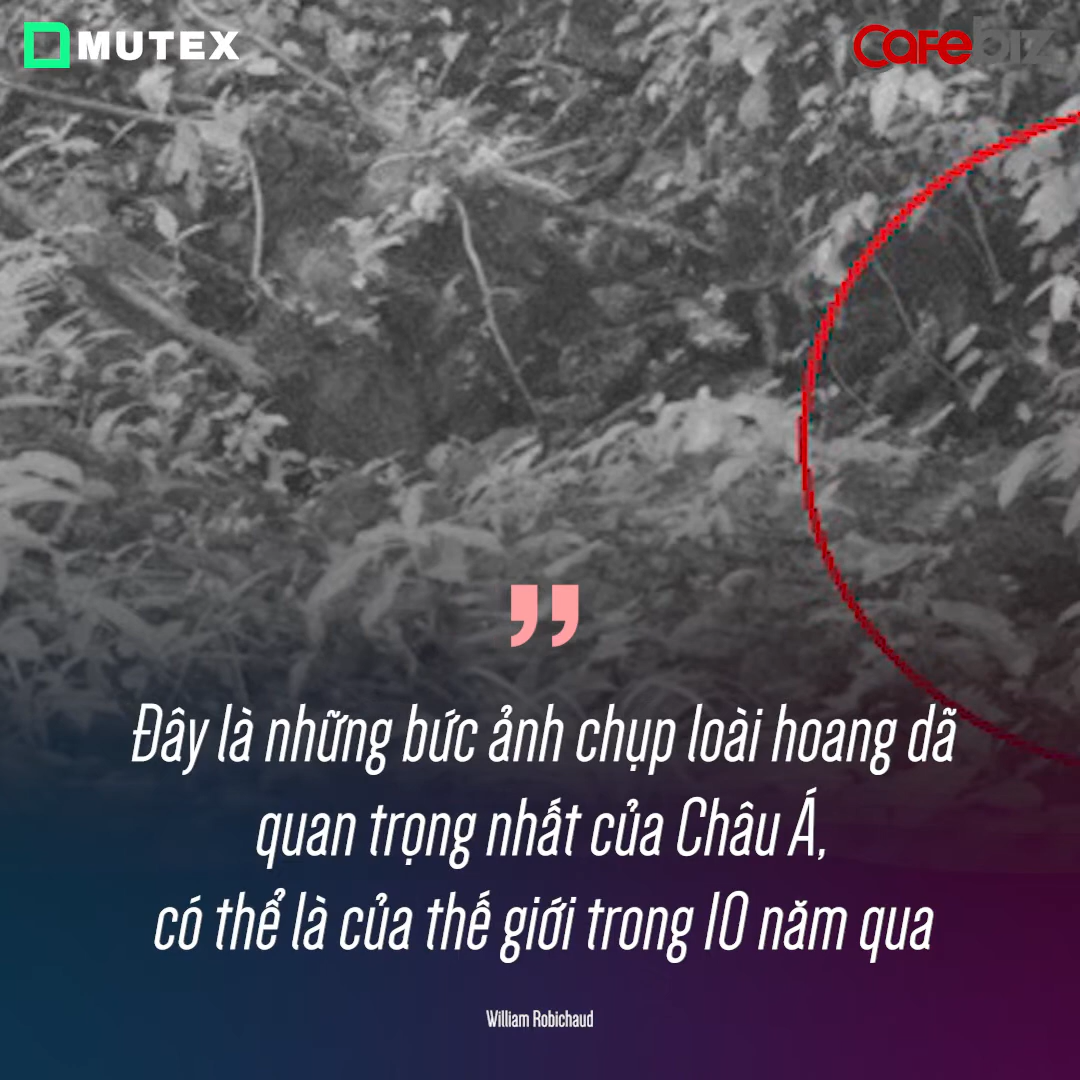 MUTEX
Cafebiz
Đây là những bức ảnh chụp loài hoang dã
quan trọng nhất của Châu Á,
có thể là của thế giới trong 10 năm qua
William Robichaud